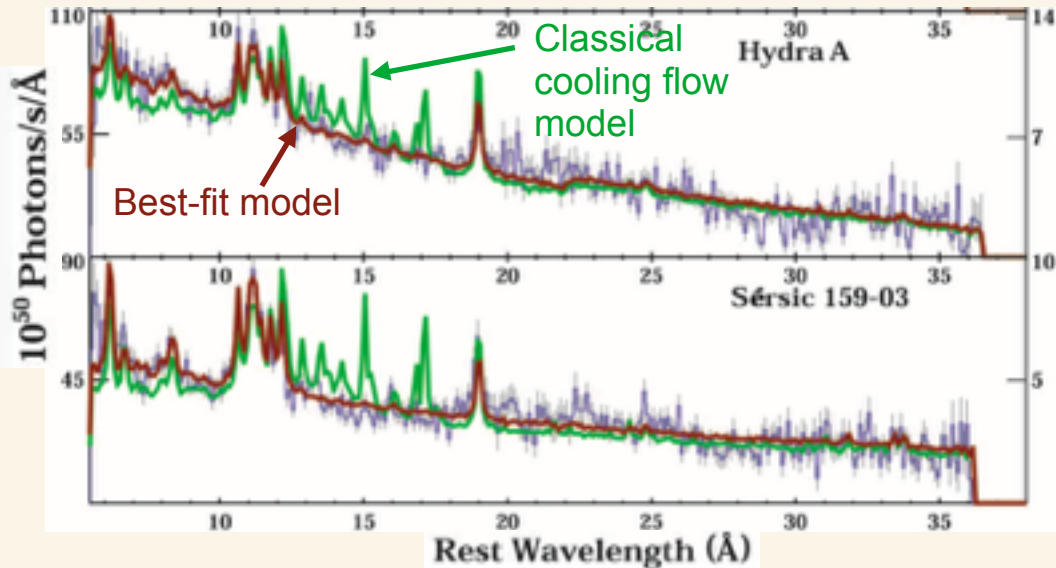 110
10 15 20 25 30 35
14
Classical
cooling flow
model
Hydra A
55
7
Best-fit model
10⁵⁰ Photons/s/Å
90
10 15 20 25 30 35
10
Sérsic 159-03
45
5
10 15 20 25 30 35
Rest Wavelength (Å)